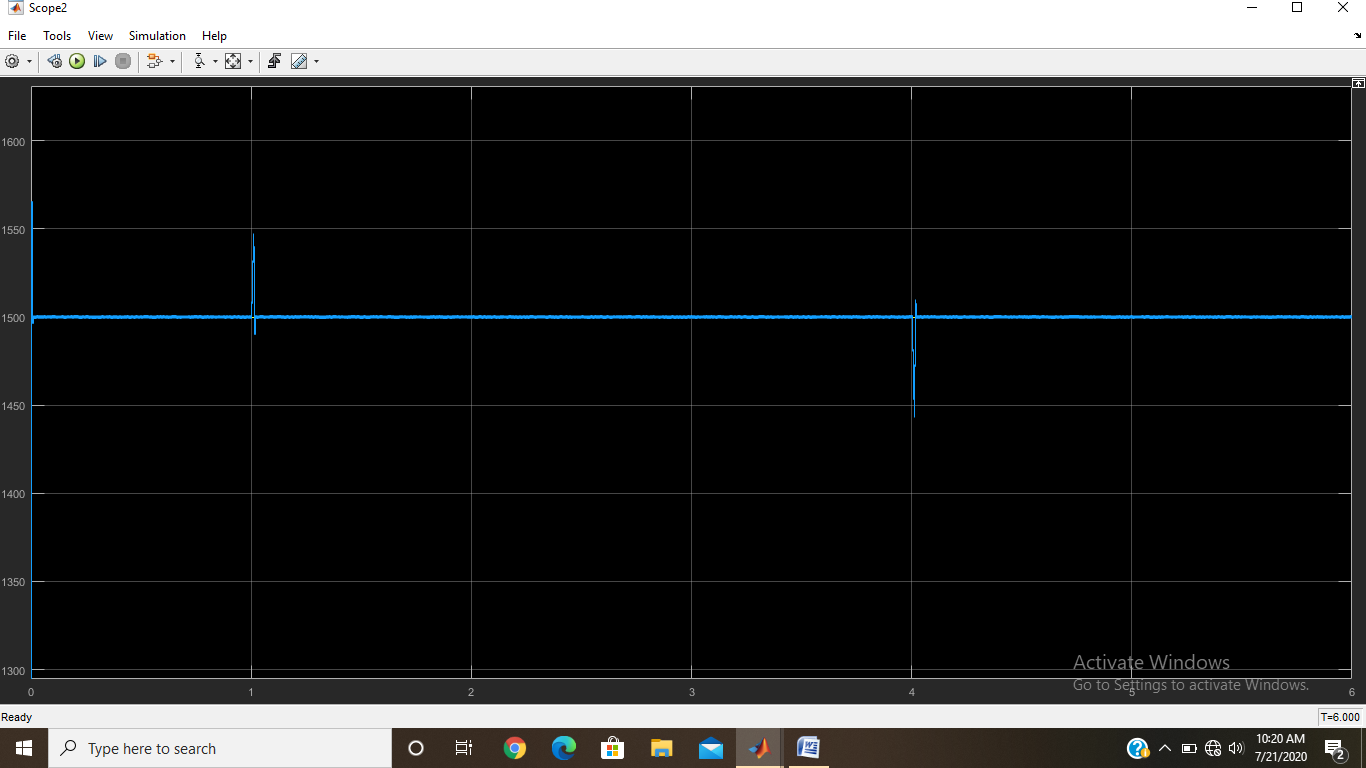 Scope2
File Tools View Simulation Help
1600
1550
1500
1450
1400
1350
1300
0 1 2 3 4 5 6
Activate Windows
Go to Settings to activate Windows.
Ready
T=6.000
Type here to search
10:20 AM
7/21/2020
2